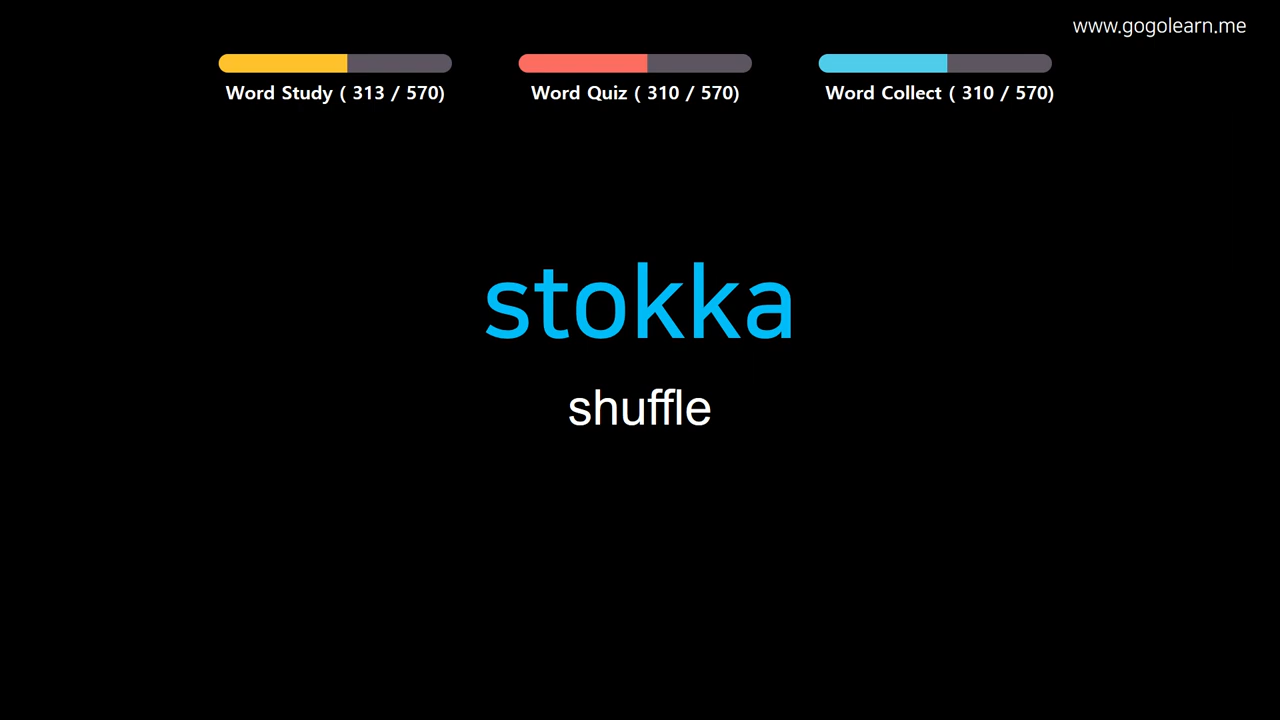 www.gogolearn.me
Word Study ( 313 / 570)
Word Quiz ( 310 / 570)
Word Collect ( 310 / 570)
stokka
shuffle